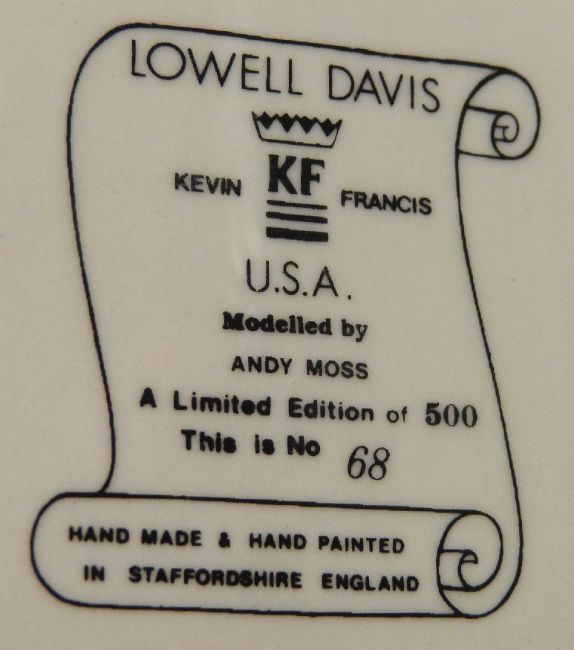 LOWELL DAVIS
KEVIN KF FRANCIS
U.S.A.
Modelled by
ANDY MOSS
A Limited Edition of 500
This is No 68
HAND MADE & HAND PAINTED
IN STAFFORDSHIRE ENGLAND